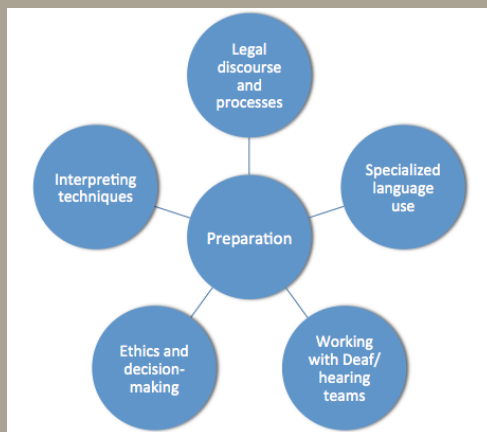 Legal
discourse
and
processes
Interpreting
techniques
Specialized
language
use
Preparation
Ethics and
decision-
making
Working
with Deaf/
hearing
teams